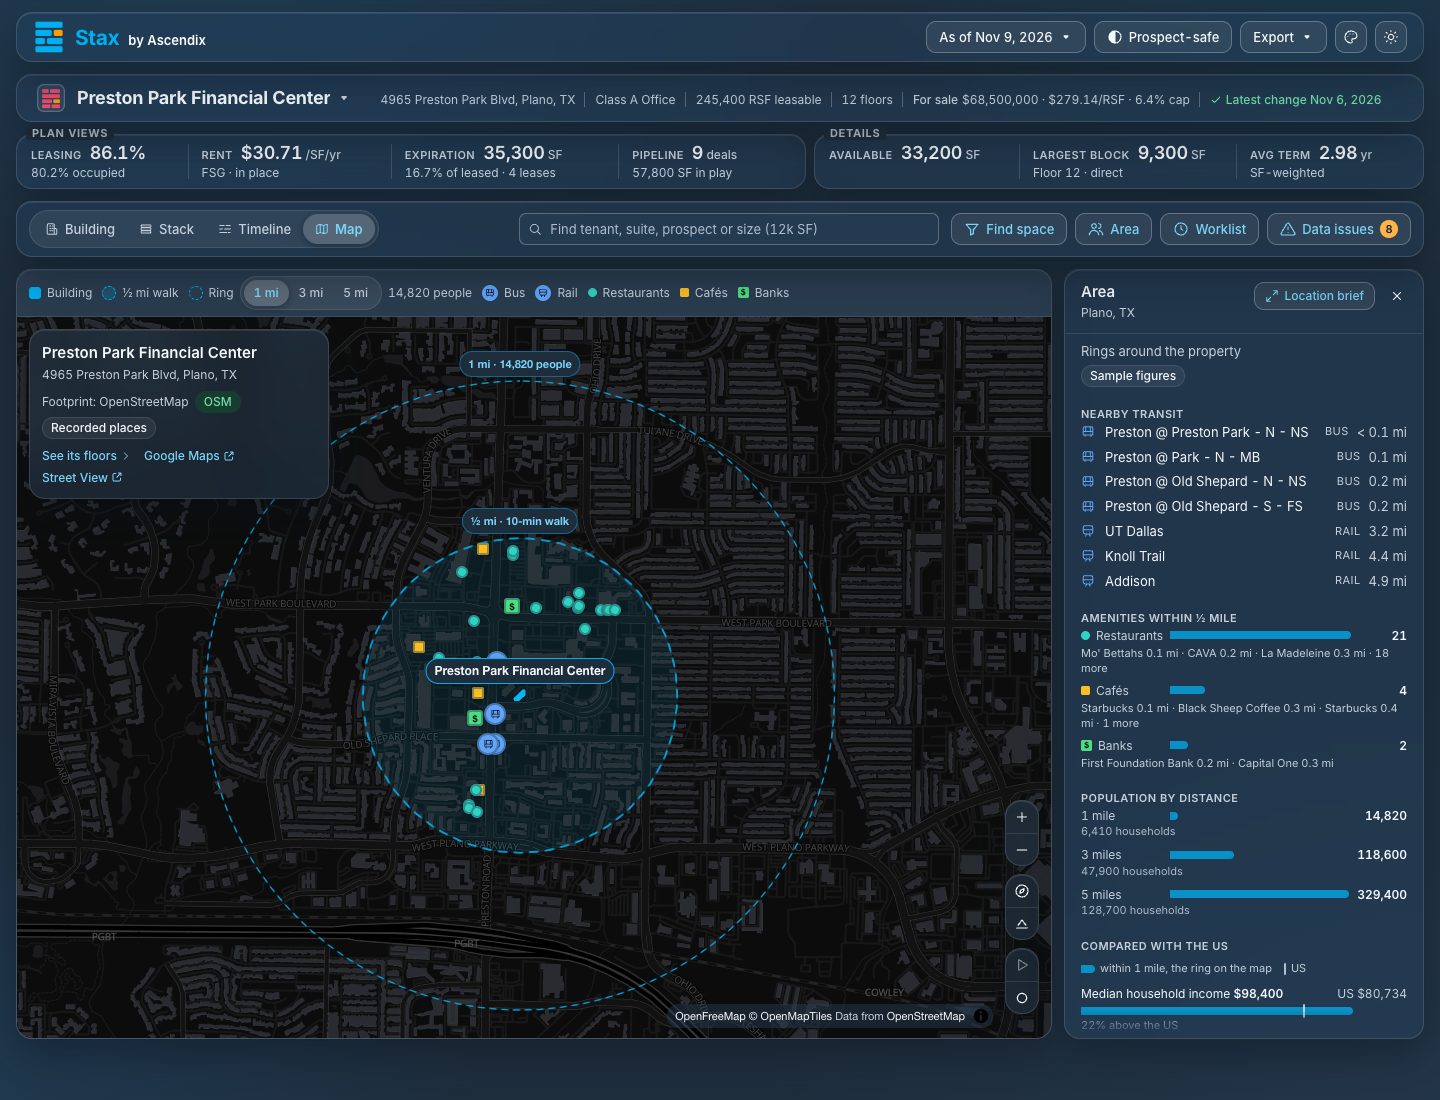 Stax by Ascendix
As of Nov 9, 2026
Prospect-safe
Export
Preston Park Financial Center
4965 Preston Park Blvd, Plano, TX
Class A Office
245,400 RSF leasable
12 floors
For sale $68,500,000 · $279.14/RSF · 6.4% cap
Latest change Nov 6, 2026
PLAN VIEWS
LEASING 86.1%
80.2% occupied
RENT $30.71 /SF/yr
FSG · in place
EXPIRATION 35,300 SF
16.7% of leased · 4 leases
PIPELINE 9 deals
57,800 SF in play
DETAILS
AVAILABLE 33,200 SF
LARGEST BLOCK 9,300 SF
Floor 12 · direct
AVG TERM 2.98 yr
SF-weighted
Building
Stack
Timeline
Map
Find tenant, suite, prospect or size (12k SF)
Find space
Area
Worklist
Data issues 8
Building
½ mi walk
Ring
1 mi
3 mi
5 mi
14,820 people
Bus
Rail
Restaurants
Cafés
$ Banks
Preston Park Financial Center
4965 Preston Park Blvd, Plano, TX
Footprint: OpenStreetMap OSM
Recorded places
See its floors
Google Maps
Street View
1 mi · 14,820 people
OHIO DRIVE
TULANE DRIVE
VENTURA DRIVE
½ mi · 10-min walk
WEST PARK BOULEVARD
WEST PARK BOULEVARD
$
Preston Park Financial Center
MIRA VISTA BOULEVARD
$
OLD SHEPARD PLACE
WEST PLANO PARKWAY
WEST PLANO PARKWAY
PRESTON ROAD
PGBT
PGBT
OHIO DR
COWLEY
OpenFreeMap © OpenMapTiles Data from OpenStreetMap
Area
Plano, TX
Location brief
Rings around the property
Sample figures
NEARBY TRANSIT
Preston @ Preston Park - N - NS BUS < 0.1 mi
Preston @ Park - N - MB BUS 0.1 mi
Preston @ Old Shepard - N - NS BUS 0.2 mi
Preston @ Old Shepard - S - FS BUS 0.2 mi
UT Dallas RAIL 3.2 mi
Knoll Trail RAIL 4.4 mi
Addison RAIL 4.9 mi
AMENITIES WITHIN ½ MILE
Restaurants 21
Mo' Bettahs 0.1 mi · CAVA 0.2 mi · La Madeleine 0.3 mi · 18
more
Cafés 4
Starbucks 0.1 mi · Black Sheep Coffee 0.3 mi · Starbucks 0.4
mi · 1 more
$ Banks 2
First Foundation Bank 0.2 mi · Capital One 0.3 mi
POPULATION BY DISTANCE
1 mile 14,820
6,410 households
3 miles 118,600
47,900 households
5 miles 329,400
128,700 households
COMPARED WITH THE US
within 1 mile, the ring on the map
US
Median household income $98,400 US $80,734
22% above the US